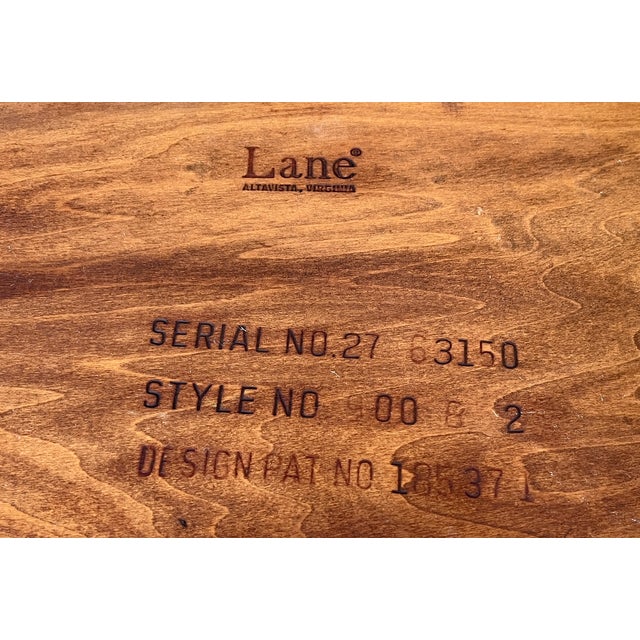 Lane®
ALTAVISTA, VIRGINIA
SERIAL NO. 27 63150
STYLE NO 900 8 2
DESIGN PAT NO 185371